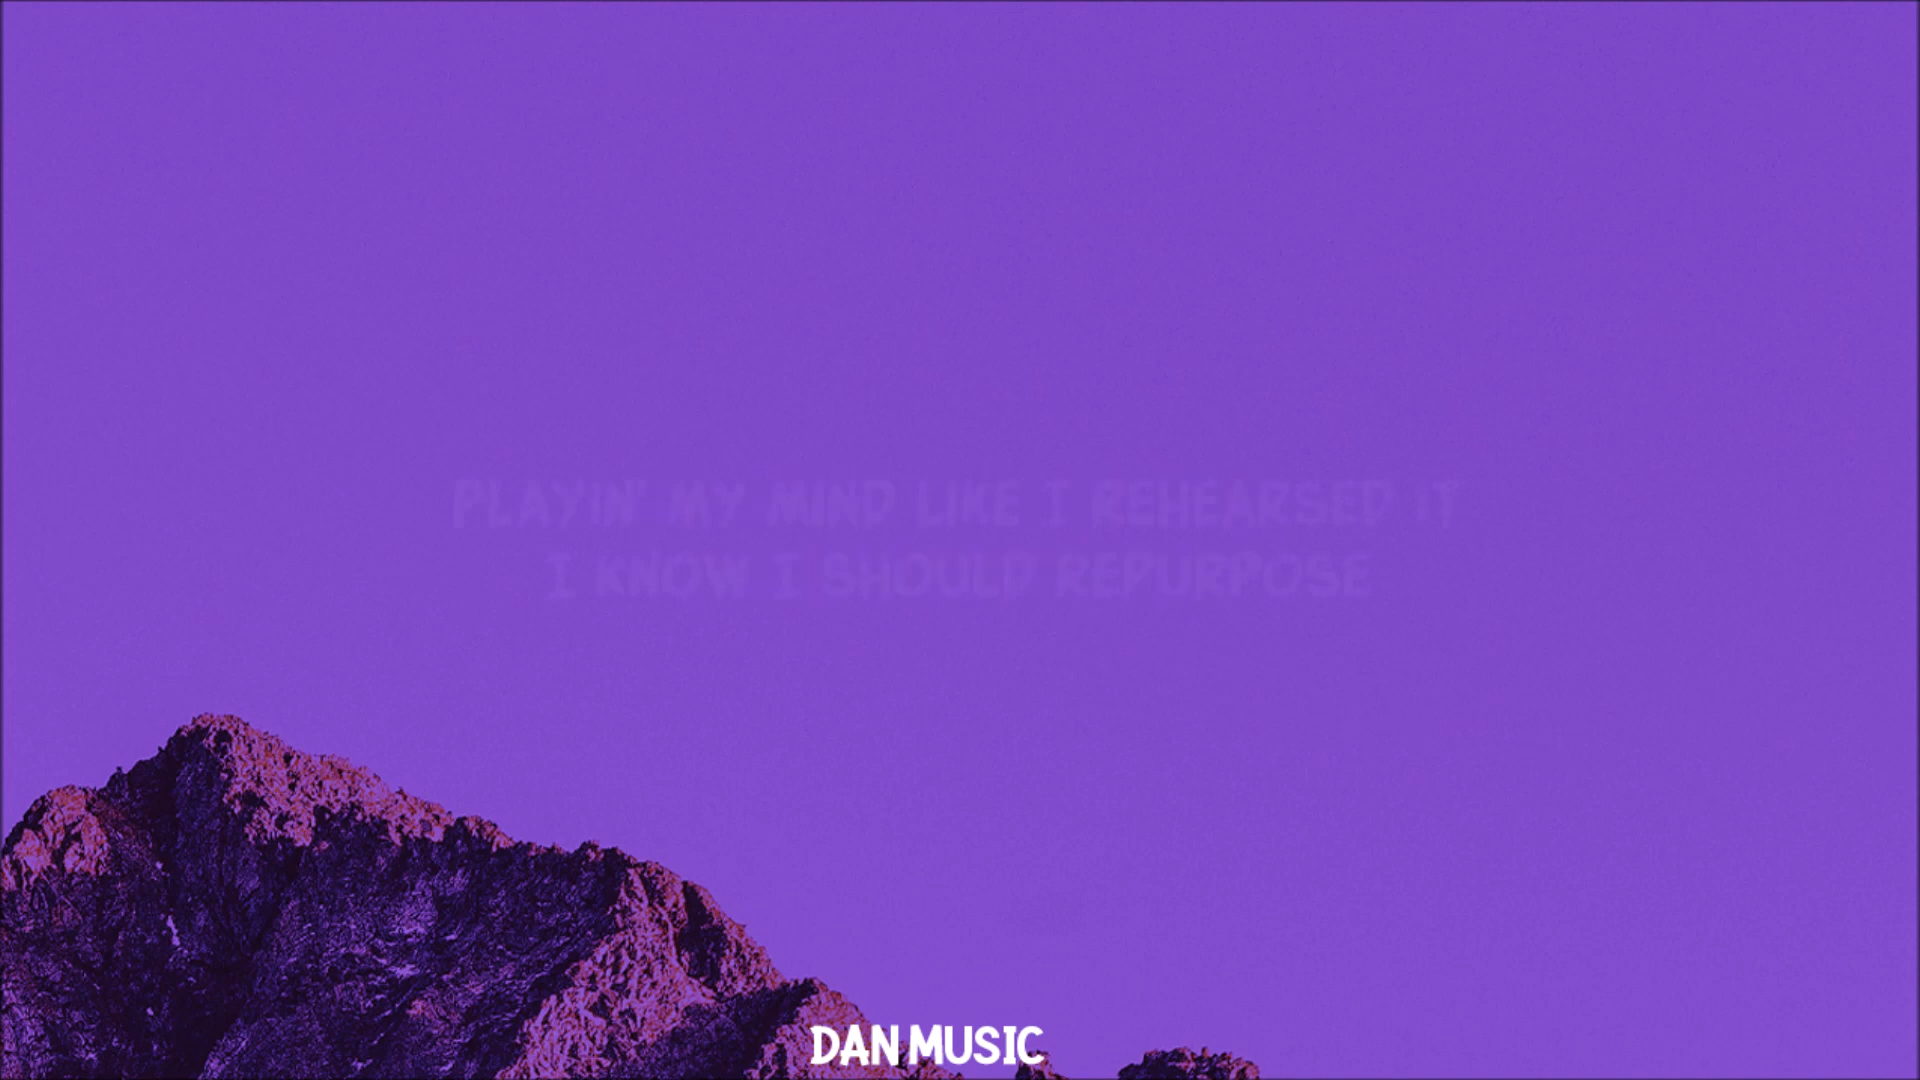 PLAYIN' MY MIND LIKE I REHEARSED IT
I KNOW I SHOULD REPURPOSE
DAN MUSIC